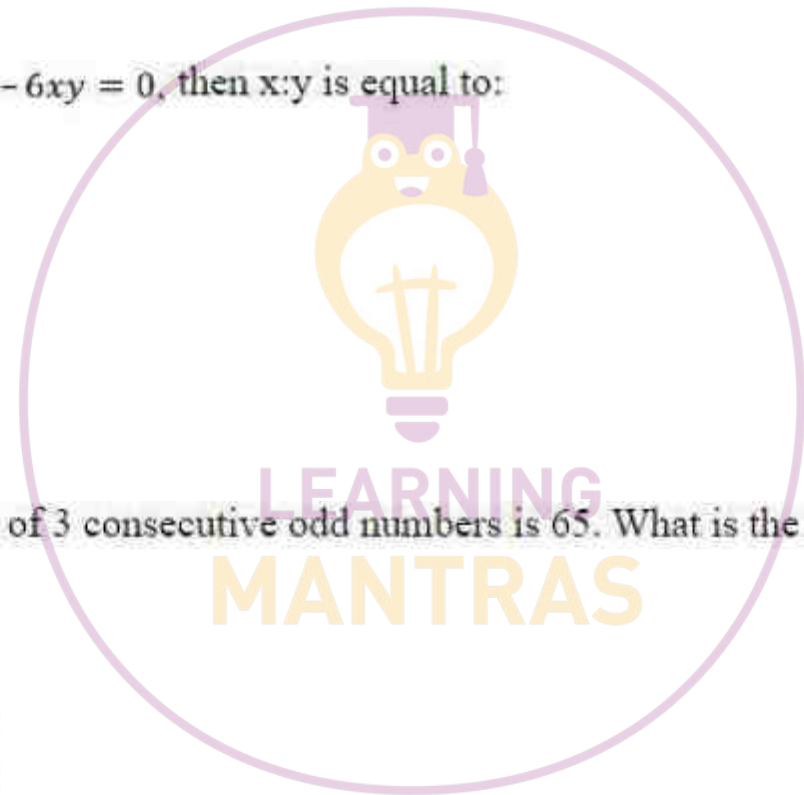 - 6xy = 0, then x:y is equal to:
LEARNING
of 3 consecutive odd numbers is 65. What is the
MANTRAS